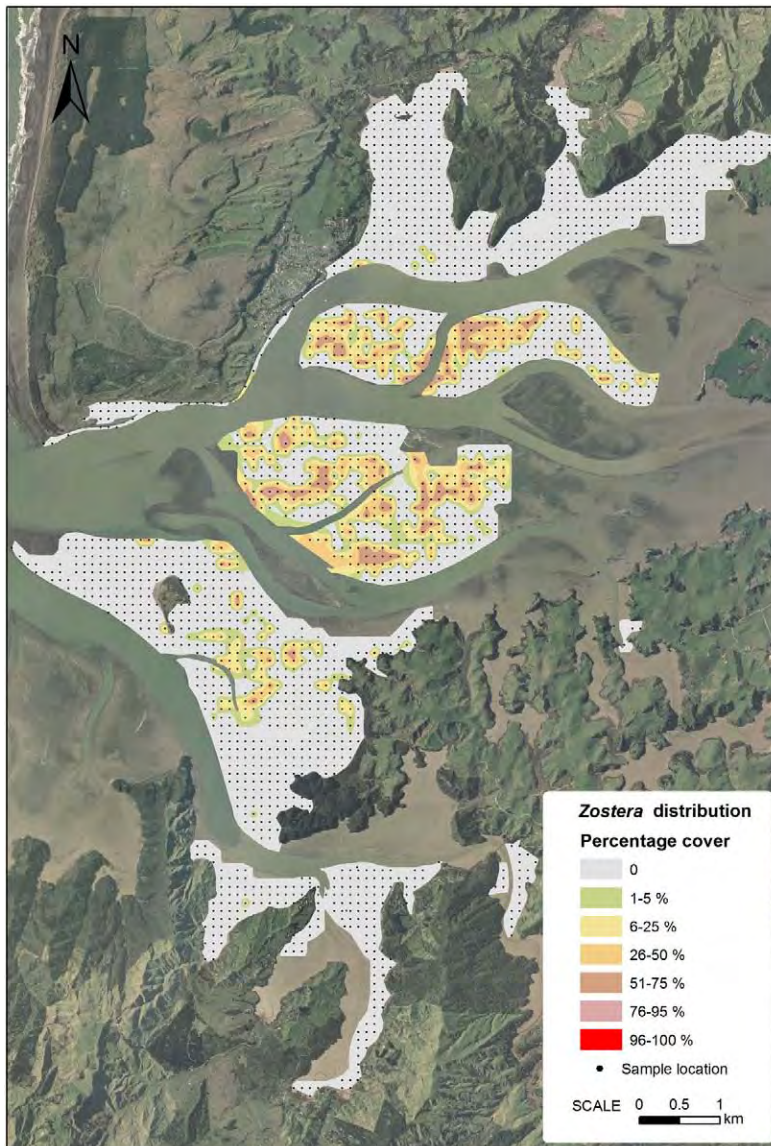 N
Zostera distribution
Percentage cover
0
1-5 %
6-25 %
26-50 %
51-75 %
76-95 %
96-100 %
Sample location
SCALE 0 0.5 1
km